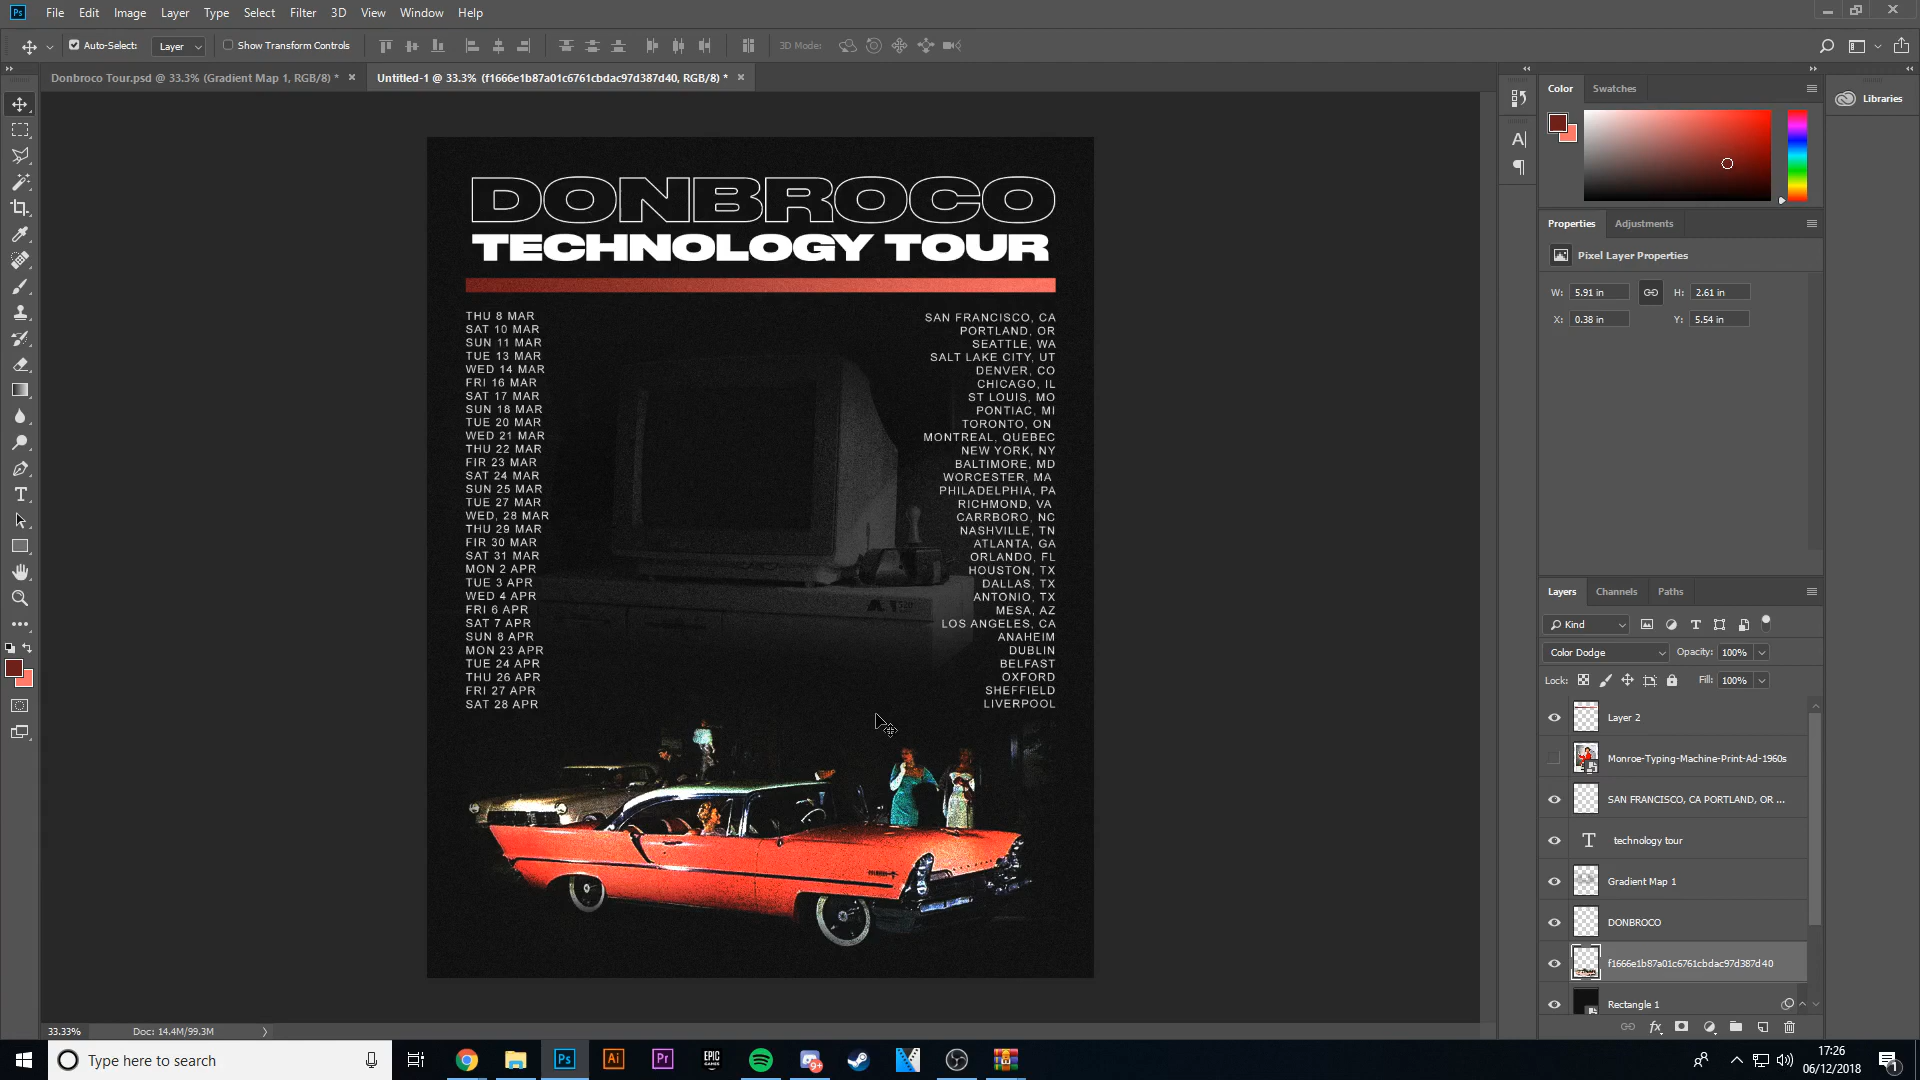 Ps File Edit Image Layer Type Select Filter 3D View Window Help
Auto-Select: Layer Show Transform Controls 3D Mode:
Donbroco Tour.psd @ 33.3% (Gradient Map 1, RGB/8) *
Untitled-1 @ 33.3% (f1666e1b87a01c6761cbdac97d387d40, RGB/8) *
DONBROCO
TECHNOLOGY TOUR
THU 8 MAR
SAT 10 MAR
SUN 11 MAR
TUE 13 MAR
WED 14 MAR
FRI 16 MAR
SAT 17 MAR
SUN 18 MAR
TUE 20 MAR
WED 21 MAR
THU 22 MAR
FIR 23 MAR
SAT 24 MAR
SUN 25 MAR
TUE 27 MAR
WED, 28 MAR
THU 29 MAR
FIR 30 MAR
SAT 31 MAR
MON 2 APR
TUE 3 APR
WED 4 APR
FRI 6 APR
SAT 7 APR
SUN 8 APR
MON 23 APR
TUE 24 APR
THU 26 APR
FRI 27 APR
SAT 28 APR
SAN FRANCISCO, CA
PORTLAND, OR
SEATTLE, WA
SALT LAKE CITY, UT
DENVER, CO
CHICAGO, IL
ST LOUIS, MO
PONTIAC, MI
TORONTO, ON
MONTREAL, QUEBEC
NEW YORK, NY
BALTIMORE, MD
WORCESTER, MA
PHILADELPHIA, PA
RICHMOND, VA
CARRBORO, NC
NASHVILLE, TN
ATLANTA, GA
ORLANDO, FL
HOUSTON, TX
DALLAS, TX
ANTONIO, TX
MESA, AZ
LOS ANGELES, CA
ANAHEIM
DUBLIN
BELFAST
OXFORD
SHEFFIELD
LIVERPOOL
Color Swatches
Libraries
Properties Adjustments
Pixel Layer Properties
W: 5.91 in H: 2.61 in
X: 0.38 in Y: 5.54 in
Layers Channels Paths
Kind
Color Dodge Opacity: 100%
Lock: Fill: 100%
Layer 2
Monroe-Typing-Machine-Print-Ad-1960s
SAN FRANCISCO, CA PORTLAND, OR ...
technology tour
Gradient Map 1
DONBROCO
f1666e1b87a01c6761cbdac97d387d40
Rectangle 1
33.33% Doc: 14.4M/99.3M
Type here to search
Ps Ai Pr EPIC GAMES
9+
17:26
06/12/2018
1